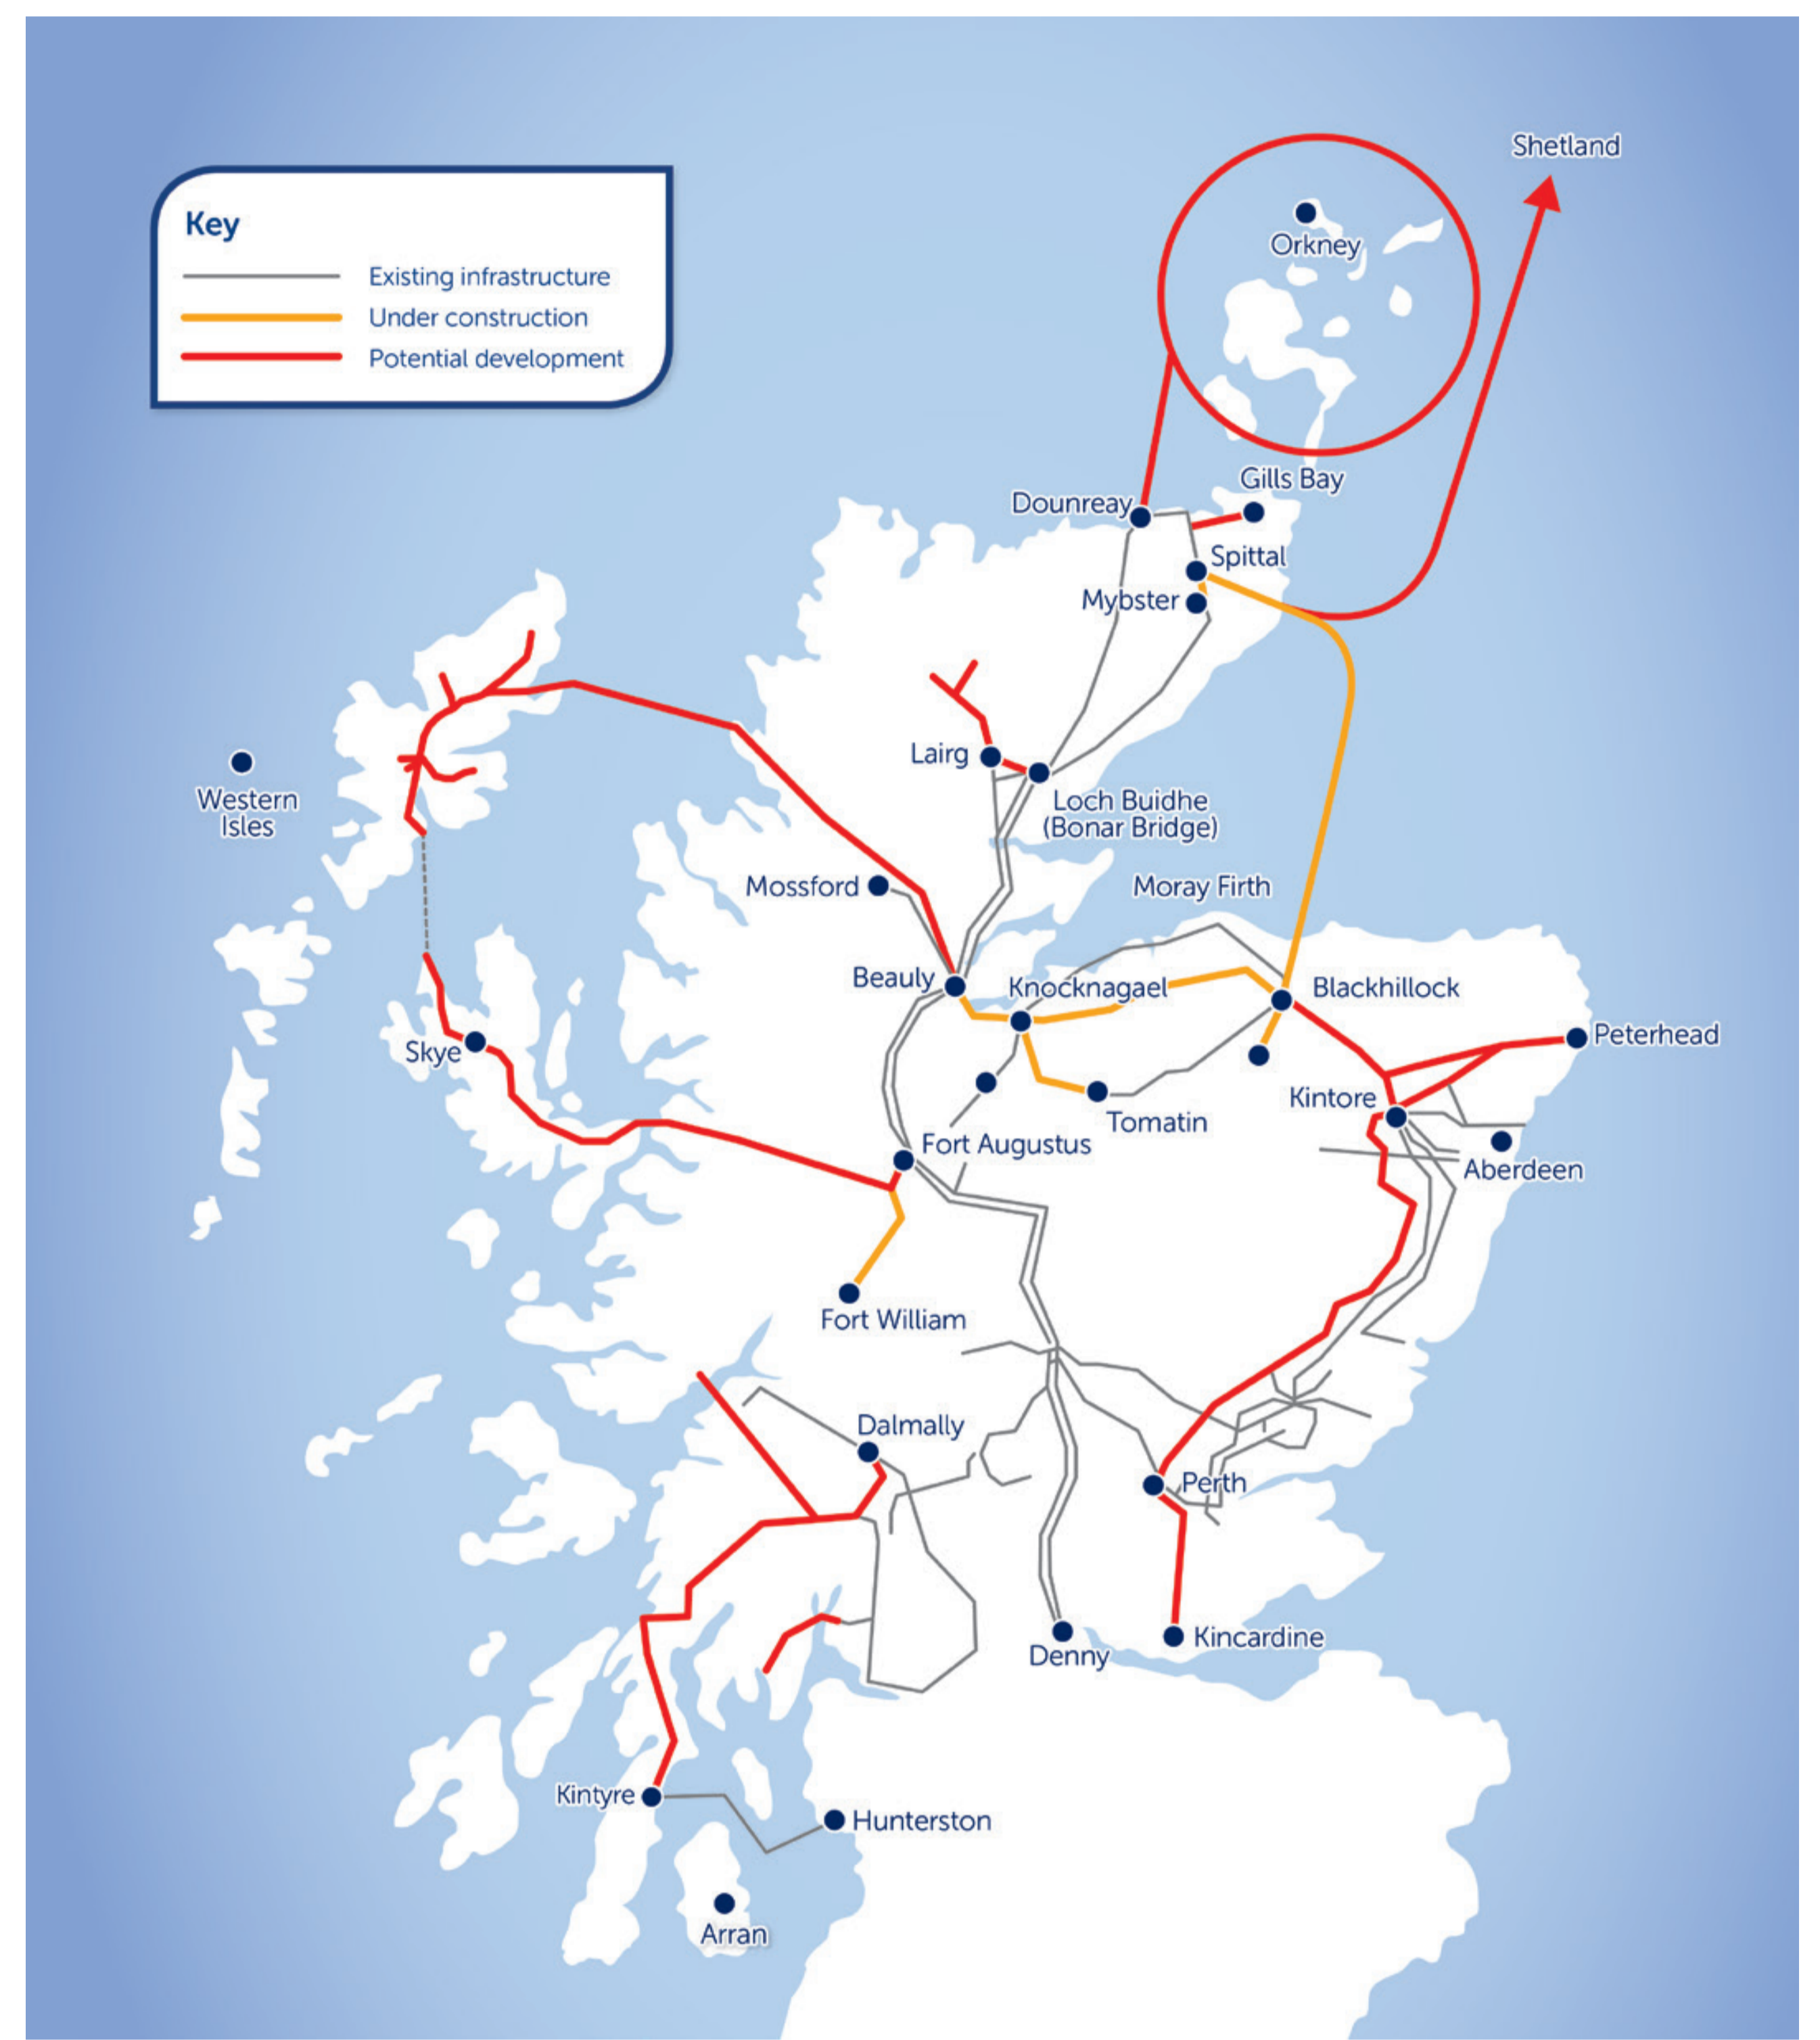 Shetland
Key
Orkney
Existing infrastructure
Under construction
Potential development
Gills Bay
Dounreay
Spittal
Mybster
Lairg
Western
Isles
Loch Buidhe
(Bonar Bridge)
Mossford
Moray Firth
Beauly
Knocknagael
Blackhillock
Peterhead
Skye
Kintore
Tomatin
Fort Augustus
Aberdeen
Fort William
Dalmally
Perth
Kincardine
Denny
Kintyre
Hunterston
Arran